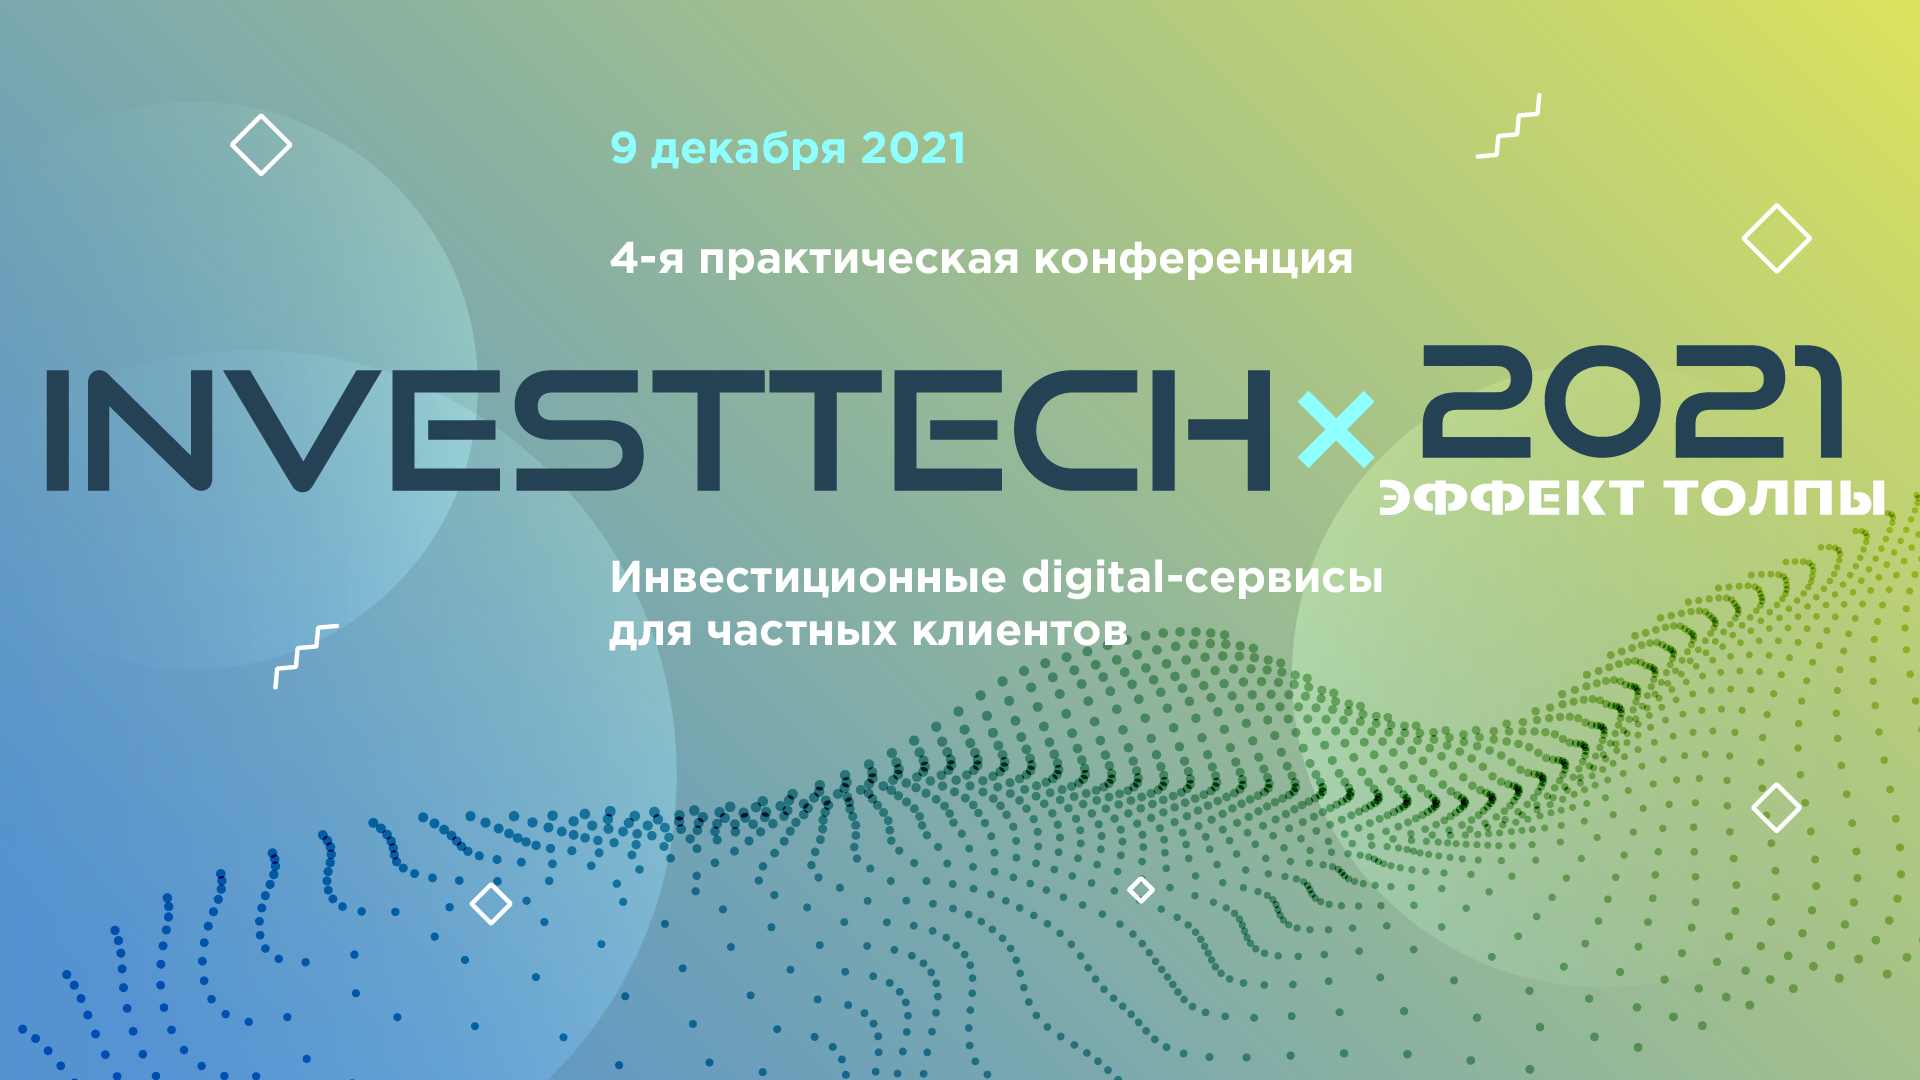 9 декабря 2021
4-я практическая конференция
INVESTTECH × 2021
ЭФФЕКТ ТОЛПЫ
Инвестиционные digital-сервисы
для частных клиентов